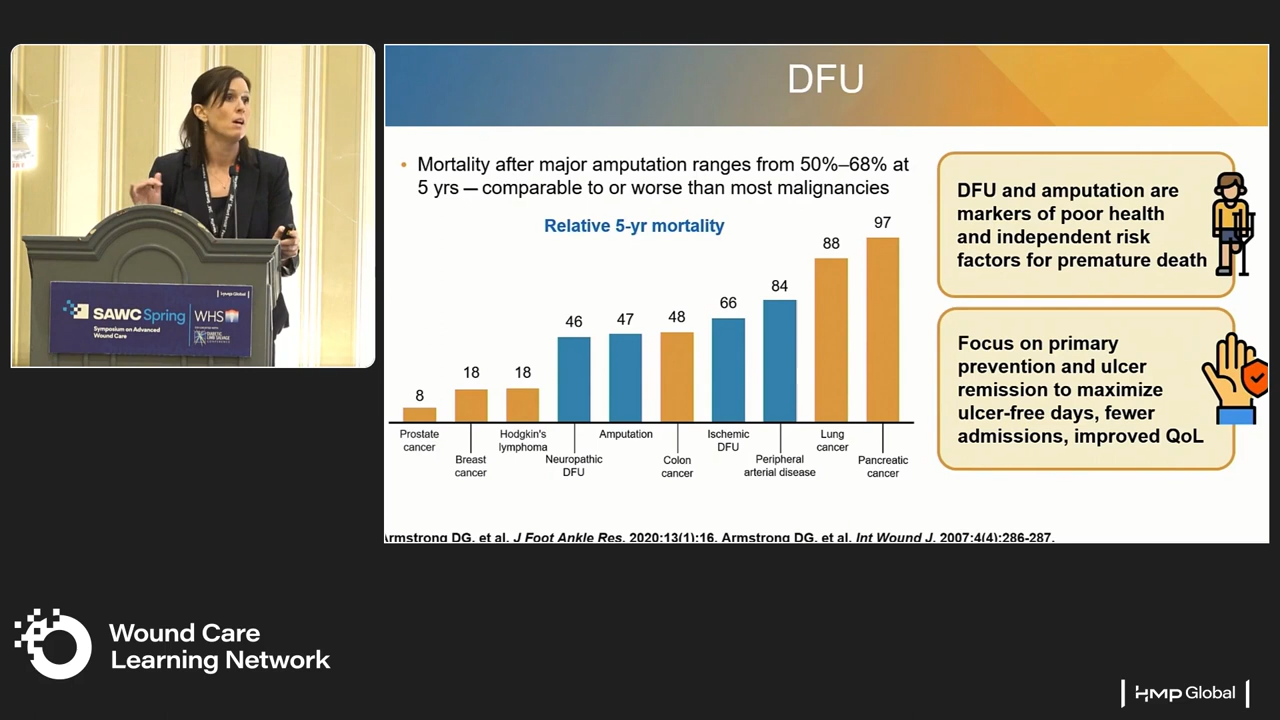 DFU
• Mortality after major amputation ranges from 50%–68% at
5 yrs — comparable to or worse than most malignancies
Relative 5-yr mortality
8
18
18
46
47
48
66
84
88
97
Prostate
cancer
Breast
cancer
Hodgkin's
lymphoma
Neuropathic
DFU
Amputation
Colon
cancer
Ischemic
DFU
Peripheral
arterial disease
Lung
cancer
Pancreatic
cancer
DFU and amputation are
markers of poor health
and independent risk
factors for premature death
Focus on primary
prevention and ulcer
remission to maximize
ulcer-free days, fewer
admissions, improved QoL
Armstrong DG, et al. J Foot Ankle Res. 2020;13(1):16. Armstrong DG, et al. Int Wound J. 2007;4(4):286-287.
HMP Global
SAWC Spring
WHS
Symposium on Advanced
Wound Care
Wound Care
Learning Network
HMP Global